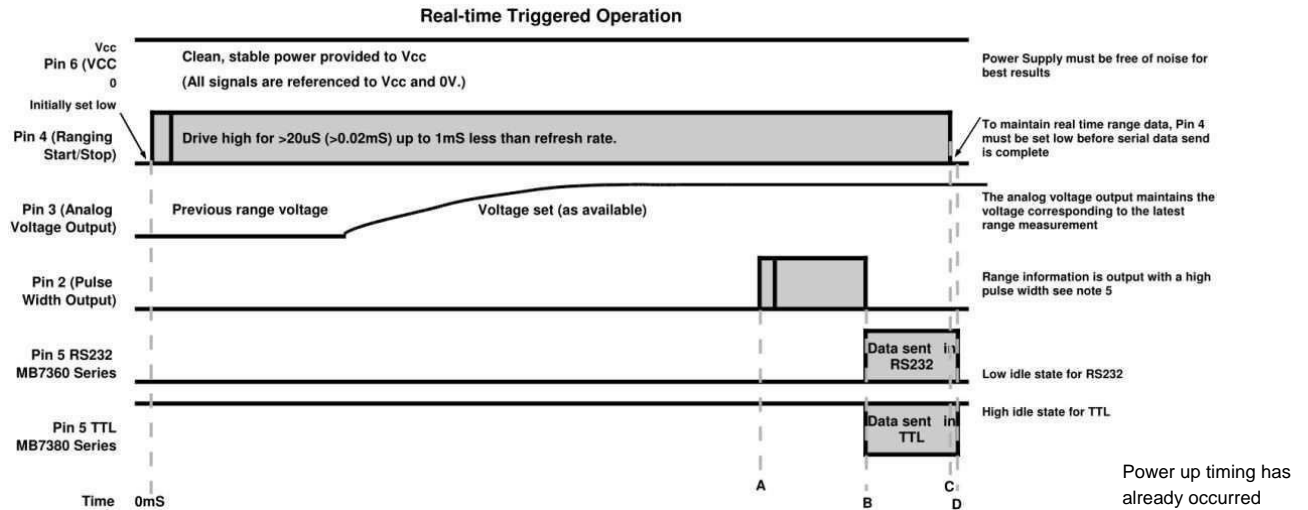 Real-time Triggered Operation
Vcc
Pin 6 (VCC
0
Clean, stable power provided to Vcc
(All signals are referenced to Vcc and 0V.)
Power Supply must be free of noise for
best results
Initially set low
Pin 4 (Ranging
Start/Stop)
Drive high for >20uS (>0.02mS) up to 1mS less than refresh rate.
To maintain real time range data, Pin 4
must be set low before serial data send
is complete
Pin 3 (Analog
Voltage Output)
Previous range voltage
Voltage set (as available)
The analog voltage output maintains the
voltage corresponding to the latest
range measurement
Pin 2 (Pulse
Width Output)
Range information is output with a high
pulse width see note 5
Pin 5 RS232
MB7360 Series
Data sent in
RS232
Low idle state for RS232
Pin 5 TTL
MB7380 Series
Data sent in
TTL
High idle state for TTL
Time
0mS
A
B
C
D
Power up timing has
already occurred